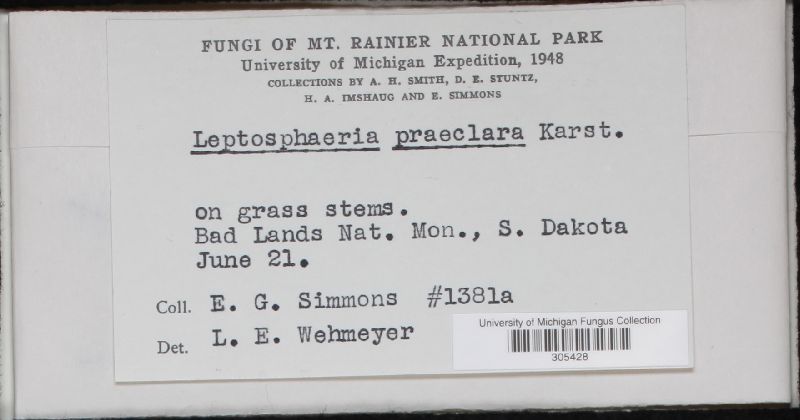 FUNGI OF MT. RAINIER NATIONAL PARK
University of Michigan Expedition, 1948
COLLECTIONS BY A. H. SMITH, D. E. STUNTZ,
H. A. IMSHAUG AND E. SIMMONS
Leptosphaeria praeclara Karst.
on grass stems.
Bad Lands Nat. Mon., S. Dakota
June 21.
Coll. E. G. Simmons #1381a
Det. L. E. Wehmeyer
University of Michigan Fungus Collection
305428